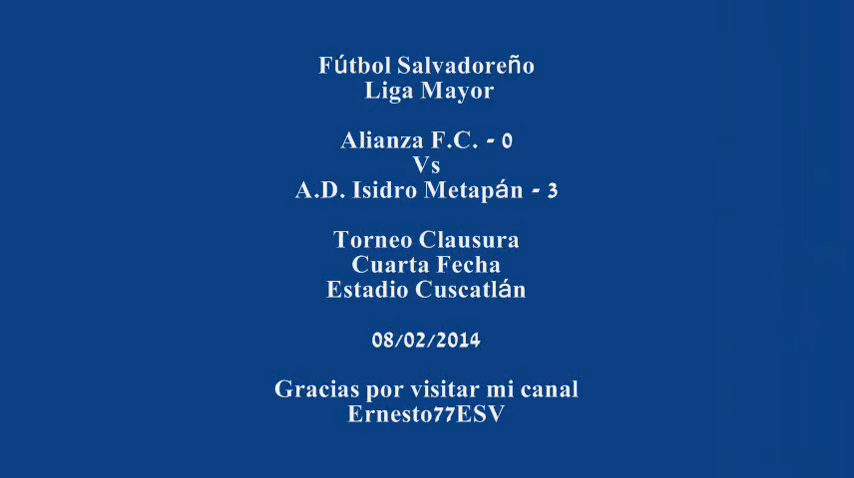 Fútbol Salvadoreño
Liga Mayor
Alianza F.C. - 0
Vs
A.D. Isidro Metapán - 3
Torneo Clausura
Cuarta Fecha
Estadio Cuscatlán
08/02/2014
Gracias por visitar mi canal
Ernesto77ESV